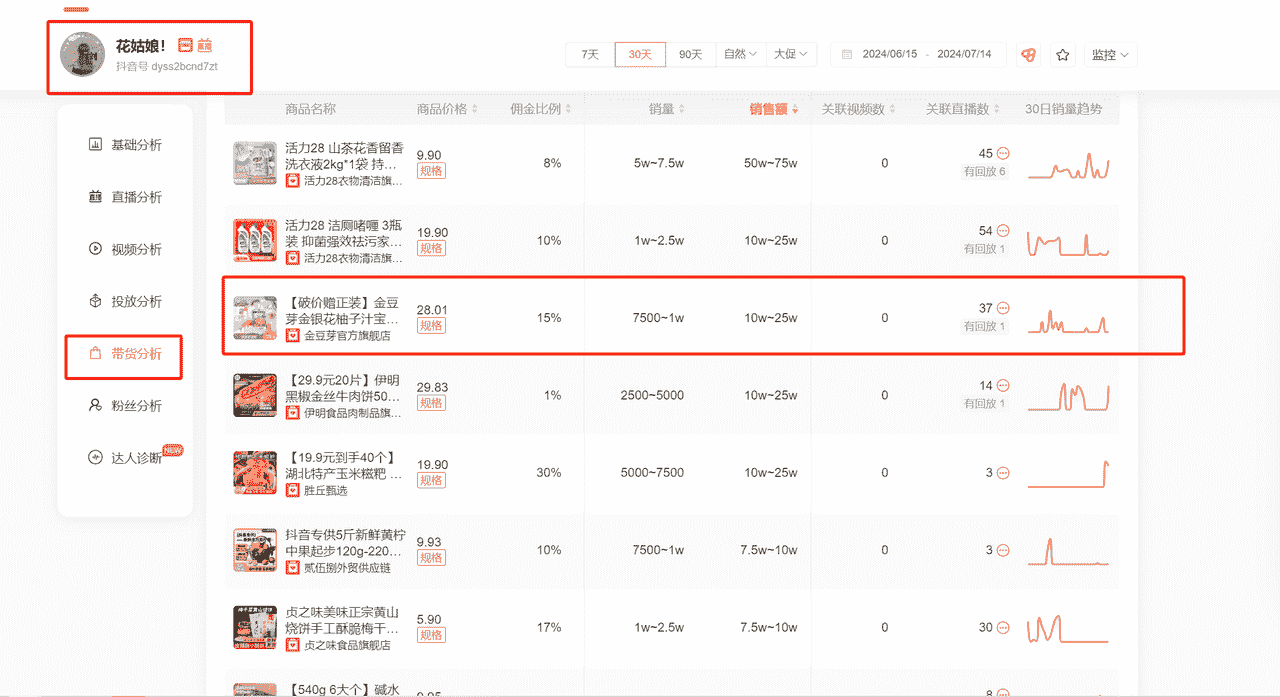 花姑娘！
抖音号 dyss2bcnd7zt
7天 30天 90天 自然 大促 2024/06/15 - 2024/07/14 监控
基础分析
直播分析
视频分析
投放分析
带货分析
粉丝分析
达人诊断 NEW
商品名称 商品价格 佣金比例 销量 销售额 关联视频数 关联直播数 30日销量趋势
活力28 山茶花香留香
洗衣液2kg*1袋 持...
活力28衣物清洁旗...
9.90
规格
8% 5w~7.5w 50w~75w 0 45
有回放 6
活力28 洁厕啫喱 3瓶
装 抑菌强效祛污家...
活力28衣物清洁旗...
19.90
规格
10% 1w~2.5w 10w~25w 0 54
有回放 1
【破价赠正装】金豆
芽金银花柚子汁宝...
金豆芽官方旗舰店
28.01
规格
15% 7500~1w 10w~25w 0 37
有回放 1
【29.9元20片】伊明
黑椒金丝牛肉饼50...
伊明食品肉制品旗...
29.83
规格
1% 2500~5000 10w~25w 0 14
有回放 1
【19.9元到手40个】
湖北特产玉米糍粑 ...
胜丘甄选
19.90
规格
30% 5000~7500 10w~25w 0 3
抖音专供5斤新鲜黄柠
中果起步120g-220...
贰伍捌外贸供应链
9.93
规格
10% 7500~1w 7.5w~10w 0 3
贞之味美味正宗黄山
烧饼手工酥脆梅干...
贞之味食品旗舰店
5.90
规格
17% 1w~2.5w 7.5w~10w 0 30
【540g 6大个】碱水